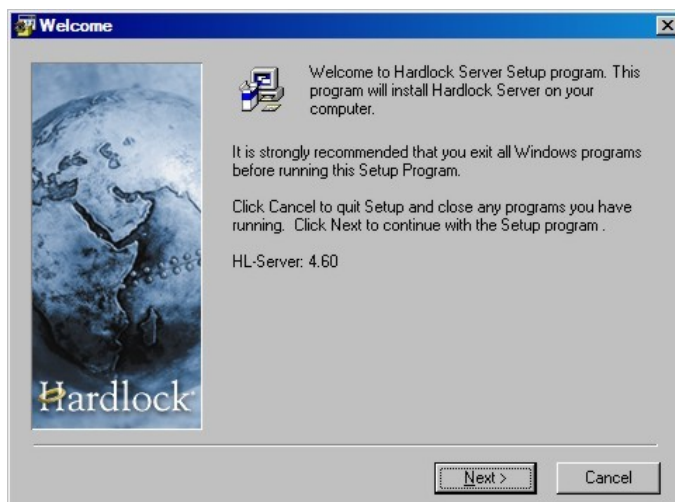 Welcome
Welcome to Hardlock Server Setup program. This
program will install Hardlock Server on your
computer.
It is strongly recommended that you exit all Windows programs
before running this Setup Program.
Click Cancel to quit Setup and close any programs you have
running. Click Next to continue with the Setup program .
HL-Server: 4.60
Hardlock
Next >
Cancel